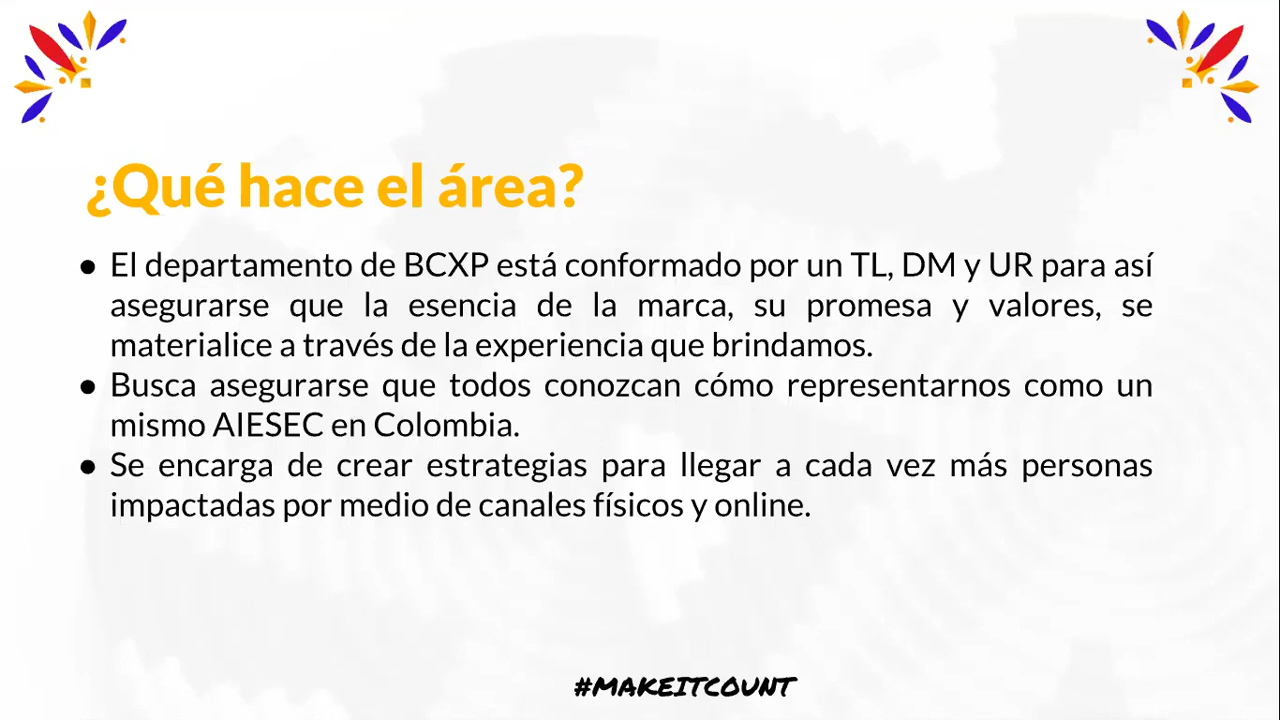 ¿Qué hace el área?
● El departamento de BCXP está conformado por un TL, DM y UR para así
asegurarse que la esencia de la marca, su promesa y valores, se
materialice a través de la experiencia que brindamos.
● Busca asegurarse que todos conozcan cómo representarnos como un
mismo AIESEC en Colombia.
● Se encarga de crear estrategias para llegar a cada vez más personas
impactadas por medio de canales físicos y online.
#MAKEITCOUNT